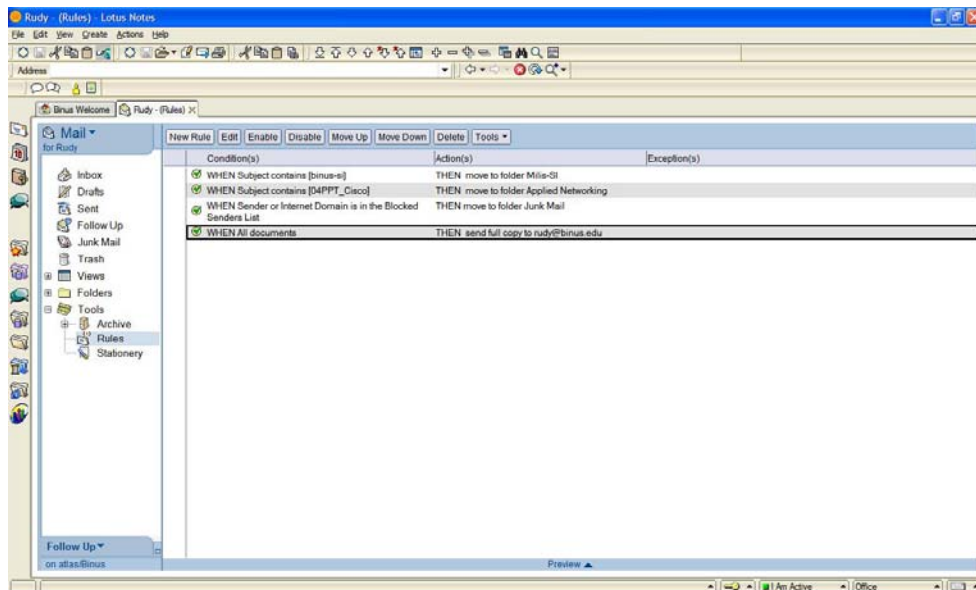 Rudy - (Rules) - Lotus Notes
File Edit View Create Actions Help
Address
Binus Welcome Rudy - (Rules)
Mail
for Rudy
Inbox
Drafts
Sent
Follow Up
Junk Mail
Trash
Views
Folders
Tools
Archive
Rules
Stationery
Follow Up
on atlas/Binus
New Rule Edit Enable Disable Move Up Move Down Delete Tools
Condition(s) Action(s) Exception(s)
WHEN Subject contains [binus-si] THEN move to folder Milis-SI
WHEN Subject contains [04PPT_Cisco] THEN move to folder Applied Networking
WHEN Sender or Internet Domain is in the Blocked THEN move to folder Junk Mail
Senders List
WHEN All documents THEN send full copy to rudy@binus.edu
Preview
I Am Active Office